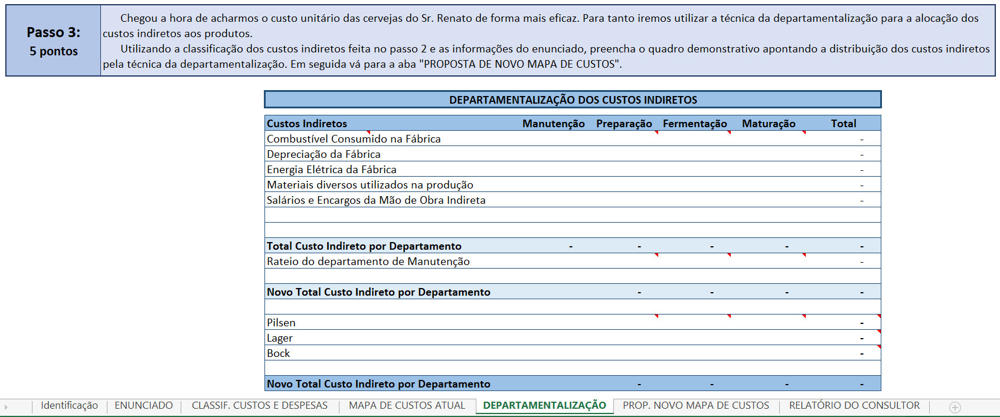 Passo 3:
5 pontos
Chegou a hora de acharmos o custo unitário das cervejas do Sr. Renato de forma mais eficaz. Para tanto iremos utilizar a técnica da departamentalização para a alocação dos
custos indiretos aos produtos.
Utilizando a classificação dos custos indiretos feita no passo 2 e as informações do enunciado, preencha o quadro demonstrativo apontando a distribuição dos custos indiretos
pela técnica da departamentalização. Em seguida vá para a aba "PROPOSTA DE NOVO MAPA DE CUSTOS".
DEPARTAMENTALIZAÇÃO DOS CUSTOS INDIRETOS
Custos Indiretos Manutenção Preparação Fermentação Maturação Total
Combustível Consumido na Fábrica -
Depreciação da Fábrica -
Energia Elétrica da Fábrica -
Materiais diversos utilizados na produção -
Salários e Encargos da Mão de Obra Indireta -
Total Custo Indireto por Departamento - - - - -
Rateio do departamento de Manutenção -
Novo Total Custo Indireto por Departamento - - - -
Pilsen -
Lager -
Bock -
Novo Total Custo Indireto por Departamento - - - -
Identificação ENUNCIADO CLASSIF. CUSTOS E DESPESAS MAPA DE CUSTOS ATUAL DEPARTAMENTALIZAÇÃO PROP. NOVO MAPA DE CUSTOS RELATÓRIO DO CONSULTOR